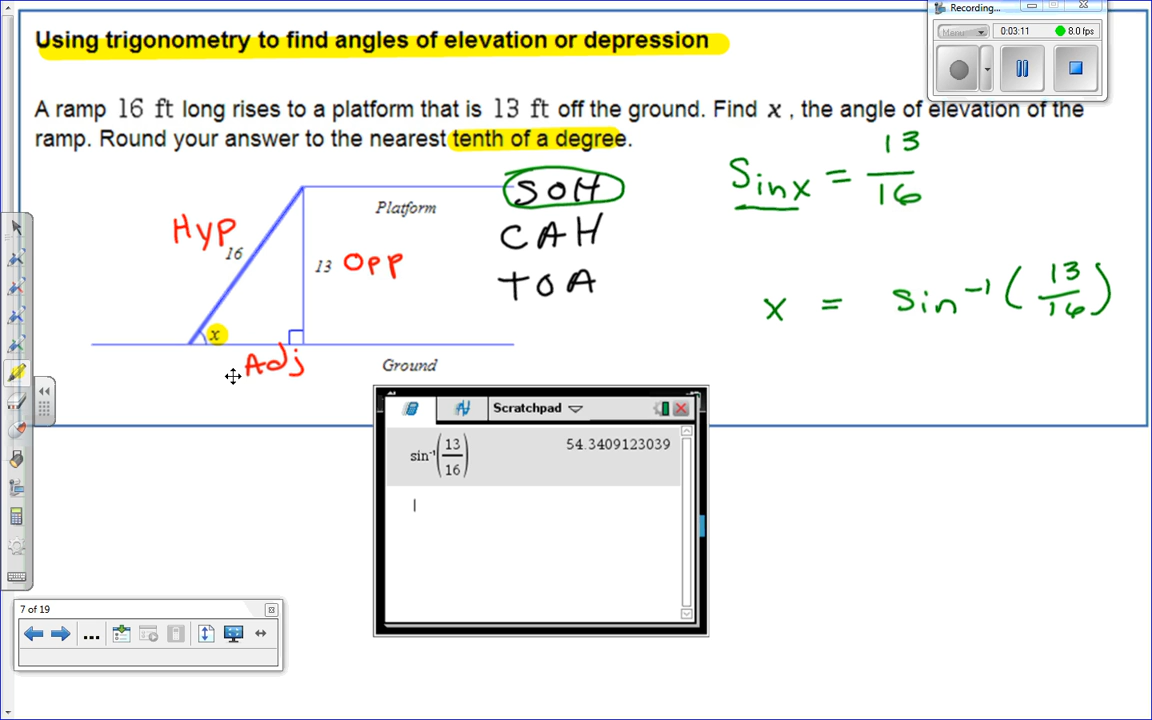 Recording...
Menu
0:03:11
8.0 fps
Using trigonometry to find angles of elevation or depression
A ramp 16 ft long rises to a platform that is 13 ft off the ground. Find x , the angle of elevation of the
ramp. Round your answer to the nearest tenth of a degree.
Sin x = 13/16
SOH
CAH
TOA
Platform
Hyp
16
13
Opp
x = sin⁻¹(13/16)
x
Adj
Ground
Scratchpad
sin⁻¹(13/16)
54.3409123039
7 of 19
...